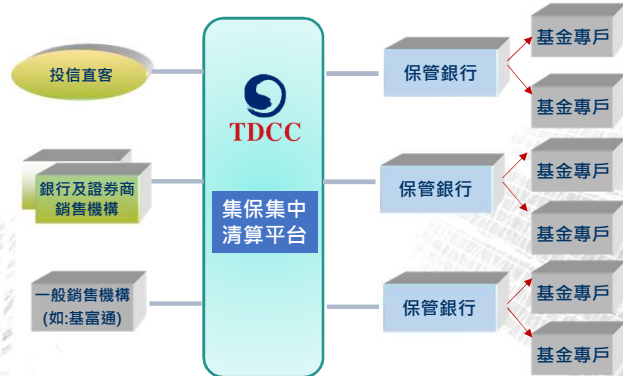 投信直客
銀行及證券商
銷售機構
一般銷售機構
(如:基富通)
TDCC
集保集中
清算平台
保管銀行
保管銀行
保管銀行
基金專戶
基金專戶
基金專戶
基金專戶
基金專戶
基金專戶